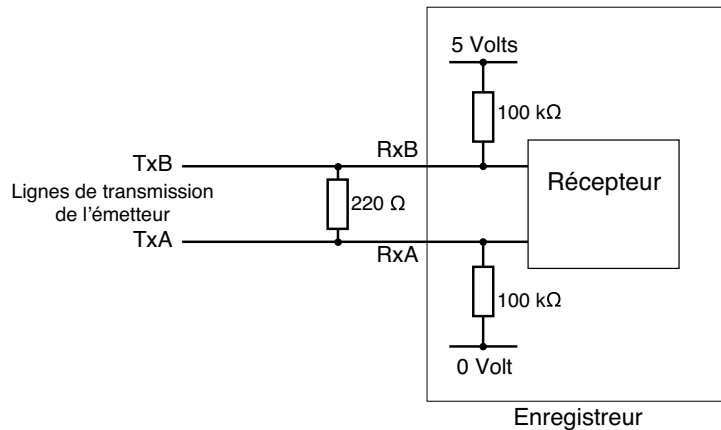 5 Volts
100 kΩ
RxB
TxB
Récepteur
Lignes de transmission
de l'émetteur
220 Ω
TxA
RxA
100 kΩ
0 Volt
Enregistreur